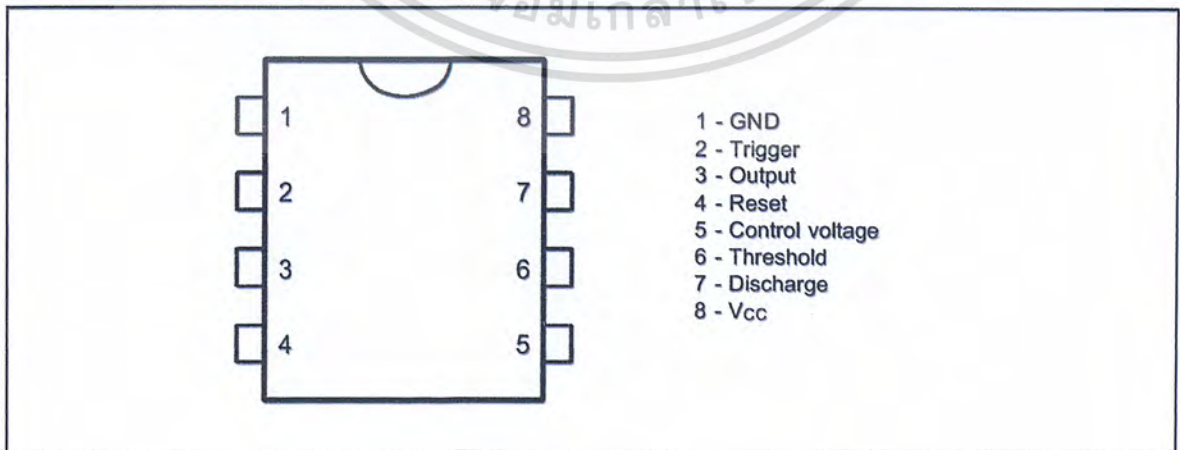 1
2
3
4
8
7
6
5
1 - GND
2 - Trigger
3 - Output
4 - Reset
5 - Control voltage
6 - Threshold
7 - Discharge
8 - Vcc